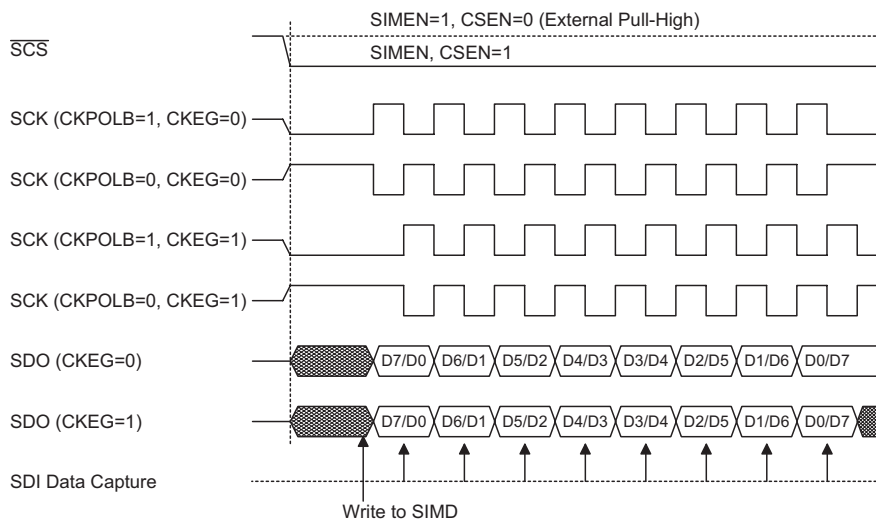 SIMEN=1, CSEN=0 (External Pull-High)
SCS
SIMEN, CSEN=1
SCK (CKPOLB=1, CKEG=0)
SCK (CKPOLB=0, CKEG=0)
SCK (CKPOLB=1, CKEG=1)
SCK (CKPOLB=0, CKEG=1)
SDO (CKEG=0) D7/D0 D6/D1 D5/D2 D4/D3 D3/D4 D2/D5 D1/D6 D0/D7
SDO (CKEG=1) D7/D0 D6/D1 D5/D2 D4/D3 D3/D4 D2/D5 D1/D6 D0/D7
SDI Data Capture
Write to SIMD